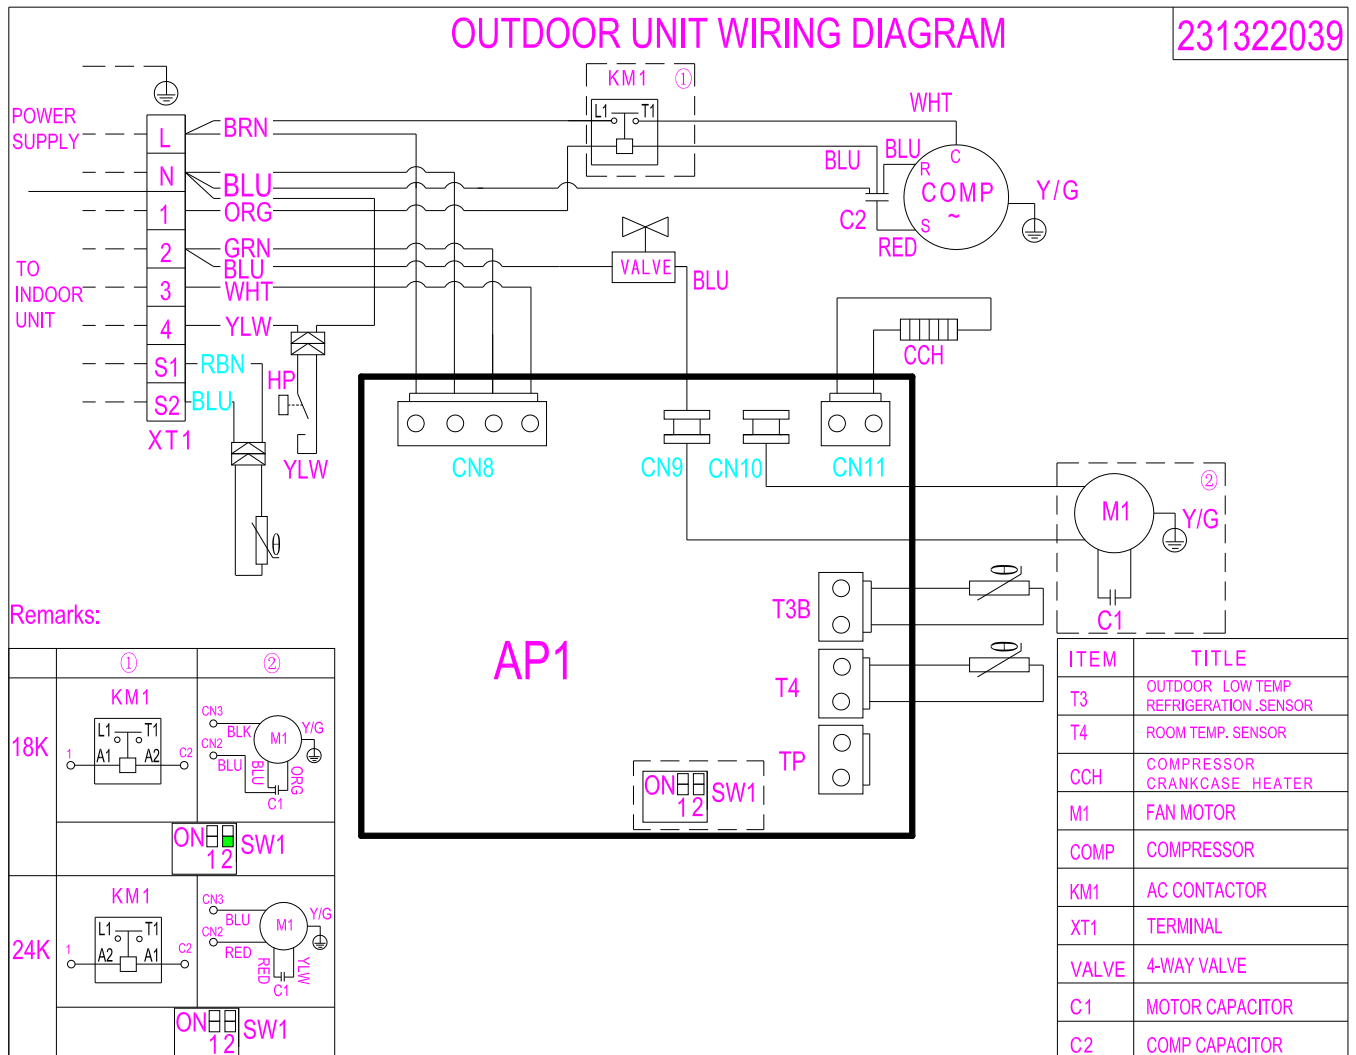 OUTDOOR UNIT WIRING DIAGRAM
231322039
POWER
SUPPLY
L
N
1
2
3
4
S1
S2
XT1
TO
INDOOR
UNIT
BRN
BLU
ORG
GRN
BLU
WHT
YLW
RBN
BLU
HP
YLW
θ
KM1 ①
L1 T1
WHT
BLU
BLU
C2
RED
R
C
S
COMP
~
Y/G
VALVE
BLU
CCH
CN8
CN9
CN10
CN11
M1
②
Y/G
C1
AP1
T3B
θ
T4
θ
TP
ON
1 2
SW1
Remarks:
① ②
18K
KM1
L1 T1
A1 A2
1
C2
CN3
BLK
CN2
BLU
M1
Y/G
BLU
ORG
C1
ON
1 2
SW1
24K
KM1
L1 T1
A2 A1
1
C2
CN3
BLU
CN2
RED
M1
Y/G
RED
YLW
C1
ON
1 2
SW1
ITEM TITLE
T3 OUTDOOR LOW TEMP
REFRIGERATION .SENSOR
T4 ROOM TEMP. SENSOR
CCH COMPRESSOR
CRANKCASE HEATER
M1 FAN MOTOR
COMP COMPRESSOR
KM1 AC CONTACTOR
XT1 TERMINAL
VALVE 4-WAY VALVE
C1 MOTOR CAPACITOR
C2 COMP CAPACITOR